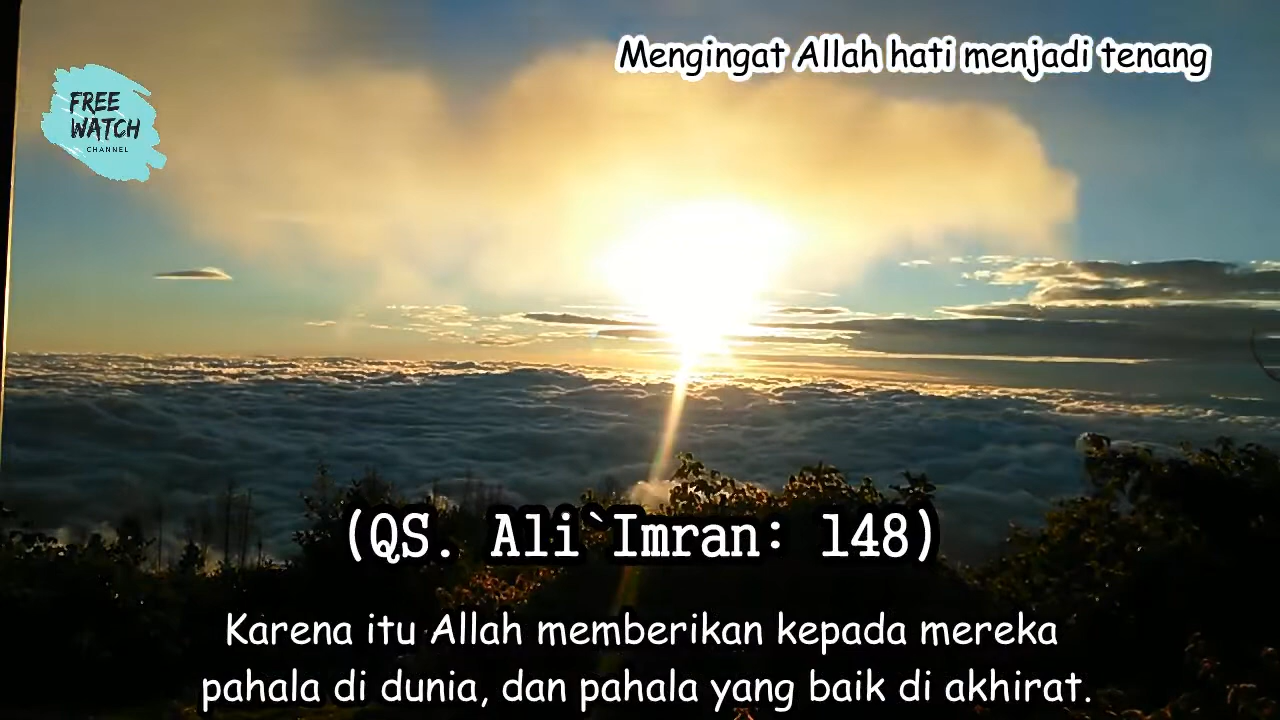 Mengingat Allah hati menjadi tenang
FREE
WATCH
CHANNEL
(QS. Ali`Imran: 148)
Karena itu Allah memberikan kepada mereka
pahala di dunia, dan pahala yang baik di akhirat.